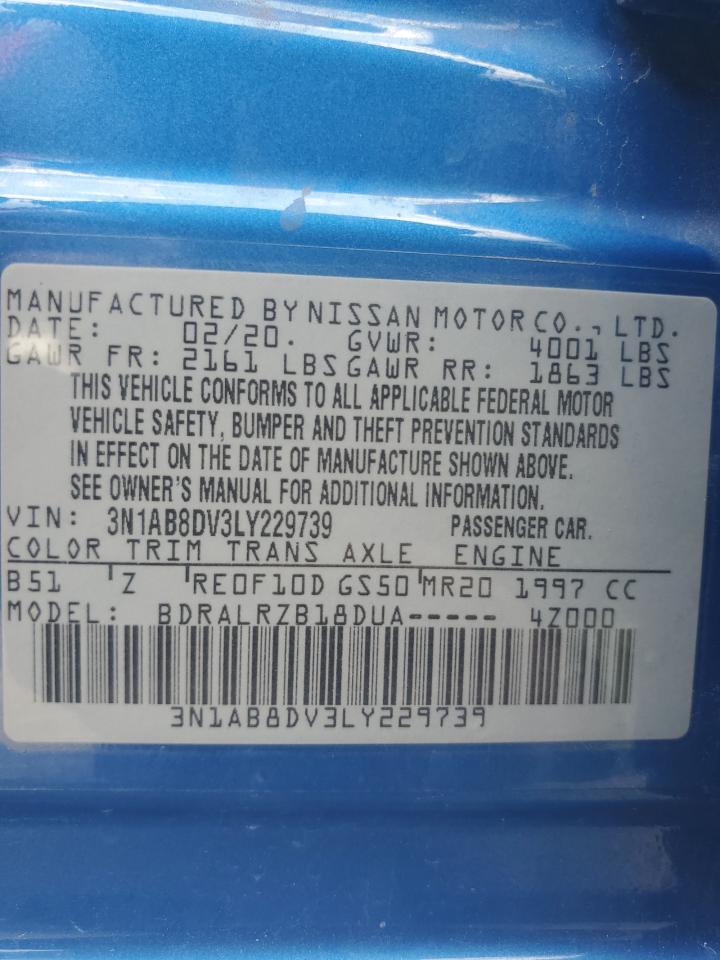 MANUFACTURED BY NISSAN MOTOR CO., LTD.
DATE: 02/20. GVWR: 4001 LBS
GAWR FR: 2161 LBS GAWR RR: 1863 LBS
THIS VEHICLE CONFORMS TO ALL APPLICABLE FEDERAL MOTOR
VEHICLE SAFETY, BUMPER AND THEFT PREVENTION STANDARDS
IN EFFECT ON THE DATE OF MANUFACTURE SHOWN ABOVE.
SEE OWNER'S MANUAL FOR ADDITIONAL INFORMATION.
VIN: 3N1AB8DV3LY229739 PASSENGER CAR.
COLOR TRIM TRANS AXLE ENGINE
B51 Z RE0F10D GS50 MR20 1997 CC
MODEL: BDRALRZB18DUA----- 4Z000
3N1AB8DV3LY229739